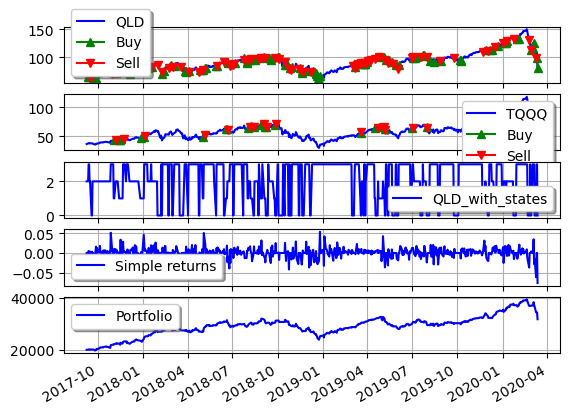 QLD
Buy
Sell
150
100
TQQQ
Buy
Sell
100
50
QLD_with_states
2
0
Simple returns
0.05
0.00
−0.05
Portfolio
40000
20000
2017-10
2018-01
2018-04
2018-07
2018-10
2019-01
2019-04
2019-07
2019-10
2020-01
2020-04